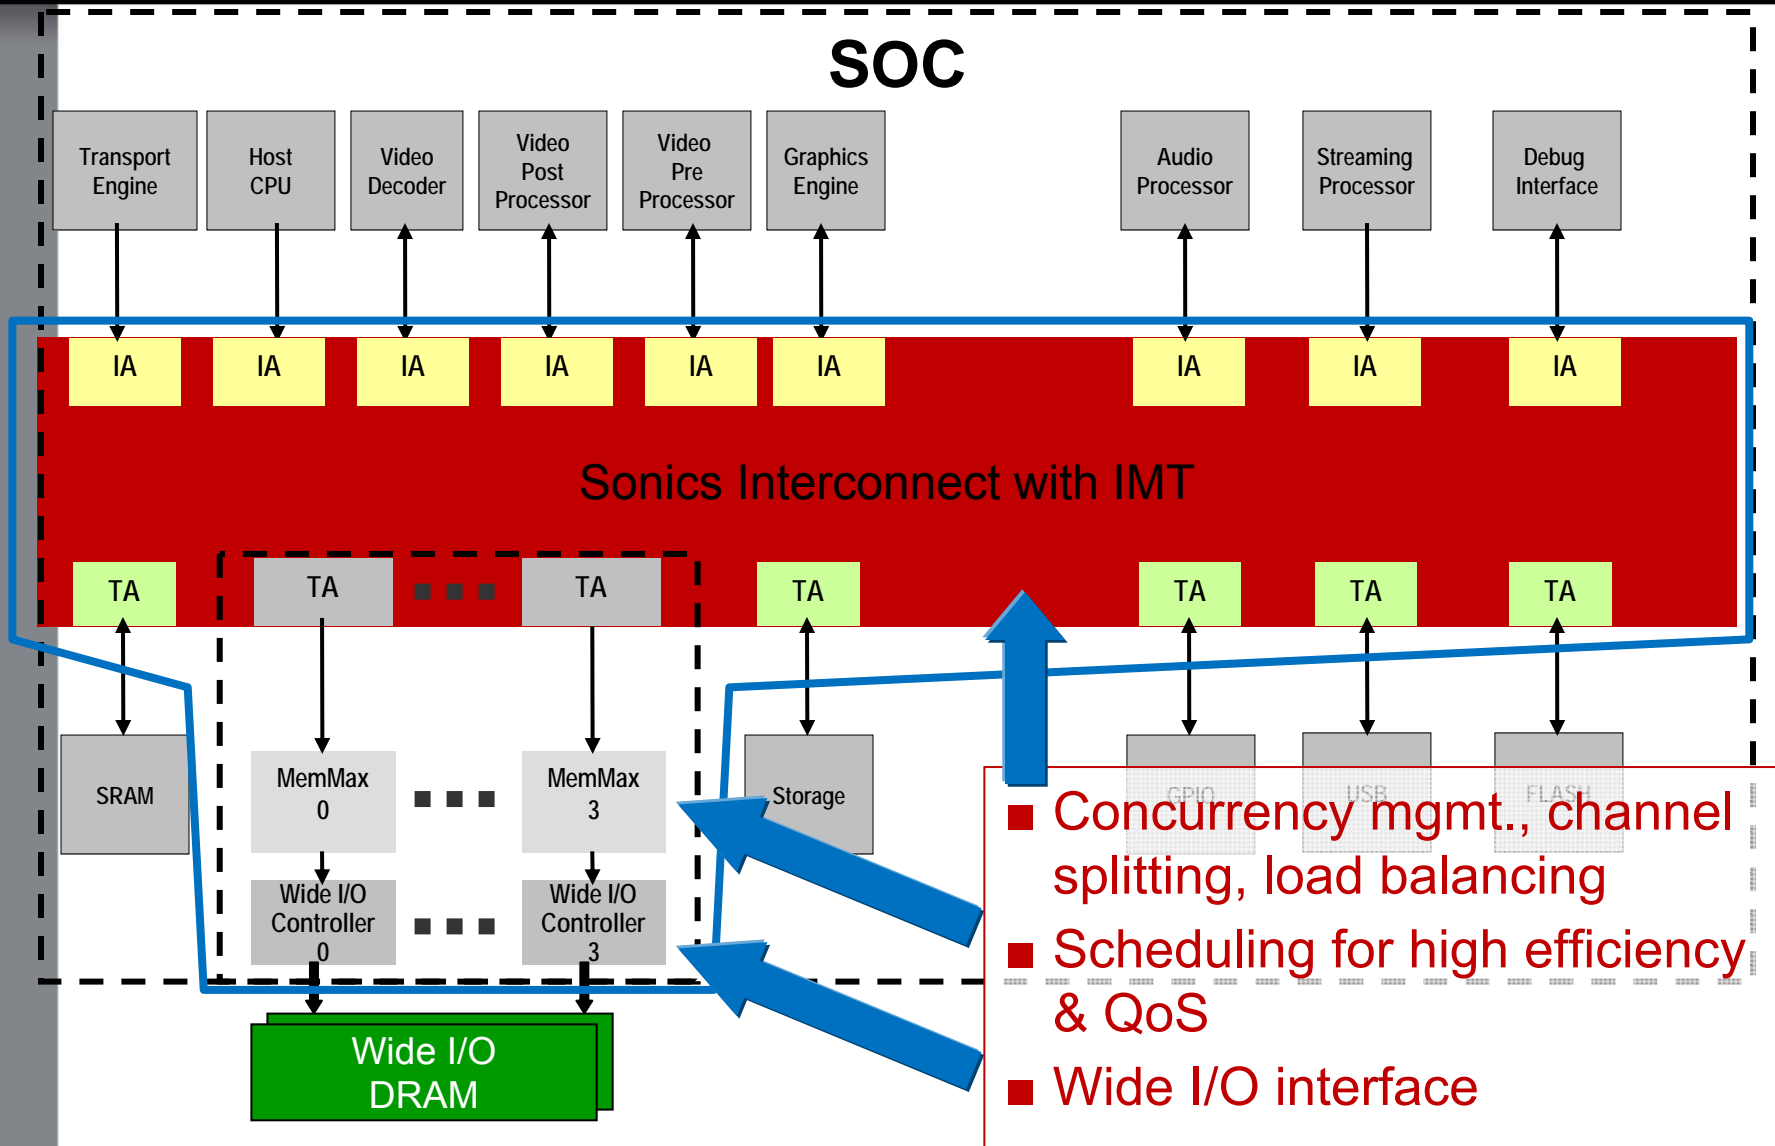 SOC
Transport
Engine
Host
CPU
Video
Decoder
Video
Post
Processor
Video
Pre
Processor
Graphics
Engine
Audio
Processor
Streaming
Processor
Debug
Interface
IA
IA
IA
IA
IA
IA
IA
IA
IA
Sonics Interconnect with IMT
TA
TA
TA
TA
TA
TA
TA
SRAM
MemMax
0
MemMax
3
Storage
GPIO
USB
FLASH
Wide I/O
Controller
0
Wide I/O
Controller
3
Wide I/O
DRAM
■ Concurrency mgmt., channel
splitting, load balancing
■ Scheduling for high efficiency
& QoS
■ Wide I/O interface